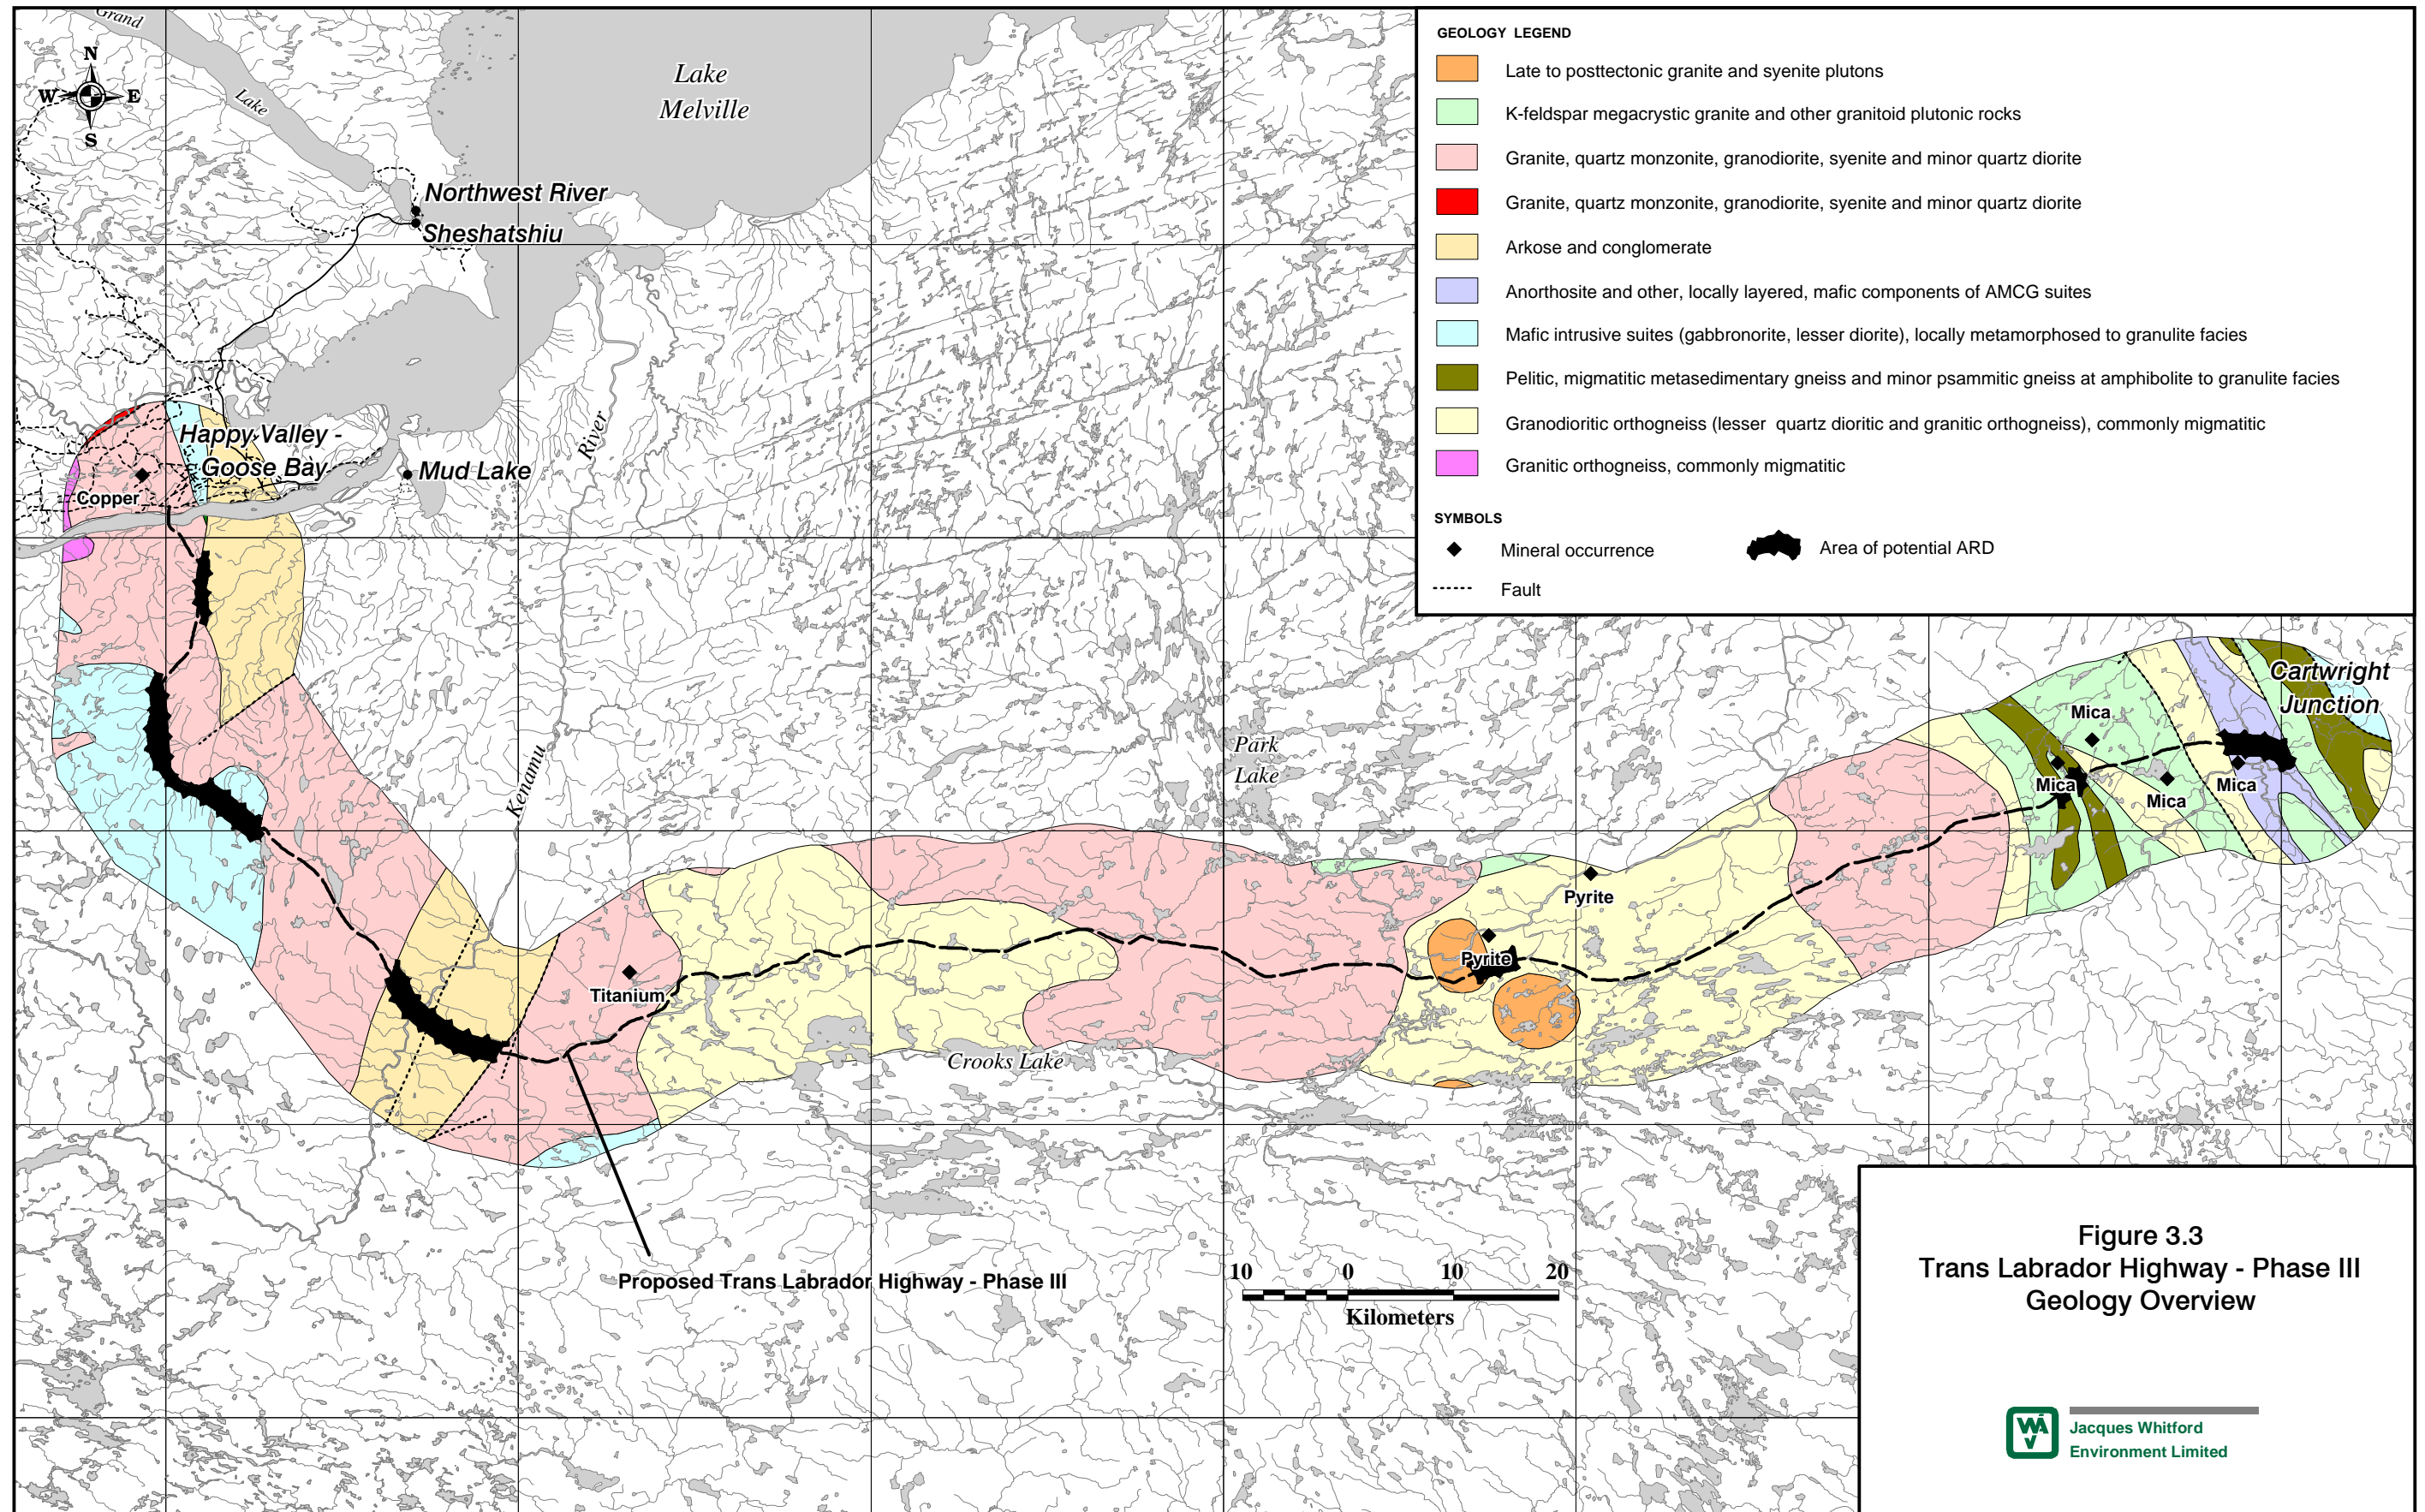 Grand
Lake
N
W E
S
Lake
Melville
Northwest River
Sheshatshiu
River
Happy Valley -
Goose Bay
Mud Lake
Copper
Kenamu
Park
Lake
Titanium
Crooks Lake
Pyrite
Pyrite
Mica
Mica
Mica
Mica
Cartwright
Junction
Proposed Trans Labrador Highway - Phase III
10 0 10 20
Kilometers
GEOLOGY LEGEND
Late to posttectonic granite and syenite plutons
K-feldspar megacrystic granite and other granitoid plutonic rocks
Granite, quartz monzonite, granodiorite, syenite and minor quartz diorite
Granite, quartz monzonite, granodiorite, syenite and minor quartz diorite
Arkose and conglomerate
Anorthosite and other, locally layered, mafic components of AMCG suites
Mafic intrusive suites (gabbronorite, lesser diorite), locally metamorphosed to granulite facies
Pelitic, migmatitic metasedimentary gneiss and minor psammitic gneiss at amphibolite to granulite facies
Granodioritic orthogneiss (lesser quartz dioritic and granitic orthogneiss), commonly migmatitic
Granitic orthogneiss, commonly migmatitic
SYMBOLS
Mineral occurrence
Area of potential ARD
Fault
Figure 3.3
Trans Labrador Highway - Phase III
Geology Overview
Jacques Whitford
Environment Limited